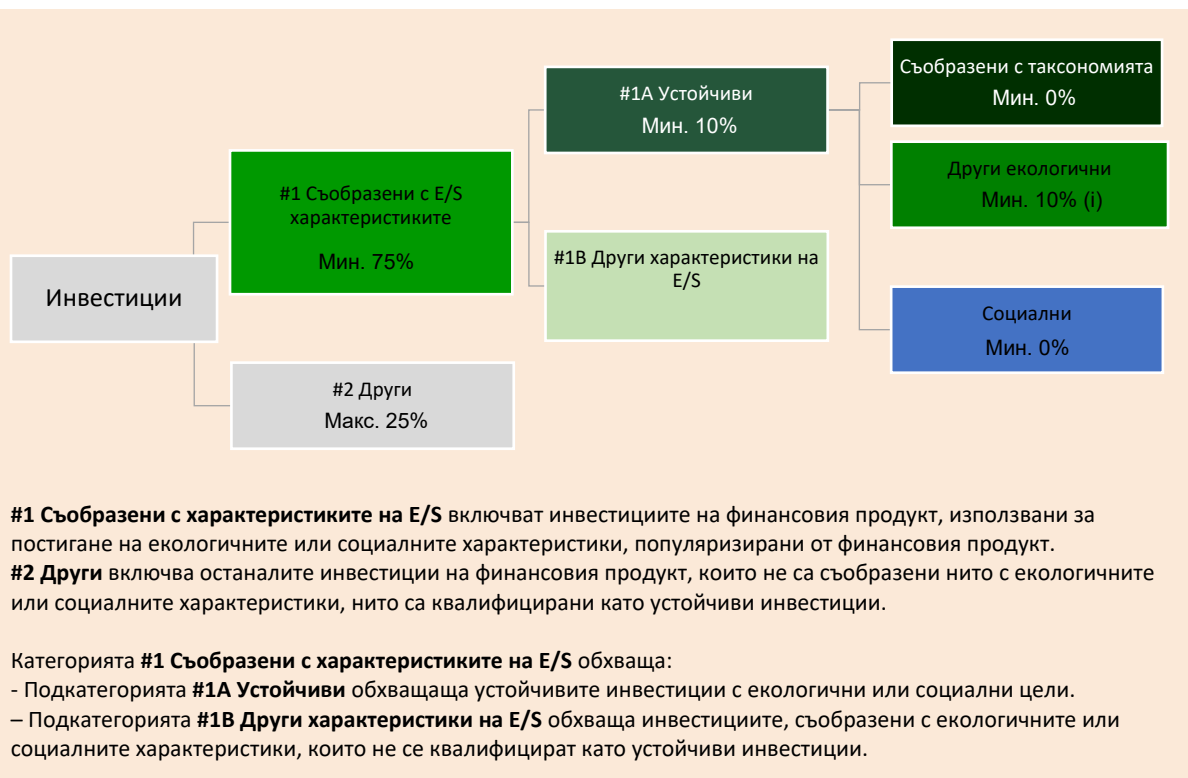 Инвестиции
#1 Съобразени с E/S
характеристиките
Мин. 75%
#2 Други
Макс. 25%
#1A Устойчиви
Мин. 10%
#1B Други характеристики на
E/S
Съобразени с таксономията
Мин. 0%
Други екологични
Мин. 10% (i)
Социални
Мин. 0%
#1 Съобразени с характеристиките на E/S включват инвестициите на финансовия продукт, използвани за
постигане на екологичните или социалните характеристики, популяризирани от финансовия продукт.
#2 Други включва останалите инвестиции на финансовия продукт, които не са съобразени нито с екологичните
или социалните характеристики, нито са квалифицирани като устойчиви инвестиции.
Категорията #1 Съобразени с характеристиките на E/S обхваща:
- Подкатегорията #1A Устойчиви обхващаща устойчивите инвестиции с екологични или социални цели.
– Подкатегорията #1B Други характеристики на E/S обхваща инвестициите, съобразени с екологичните или
социалните характеристики, които не се квалифицират като устойчиви инвестиции.